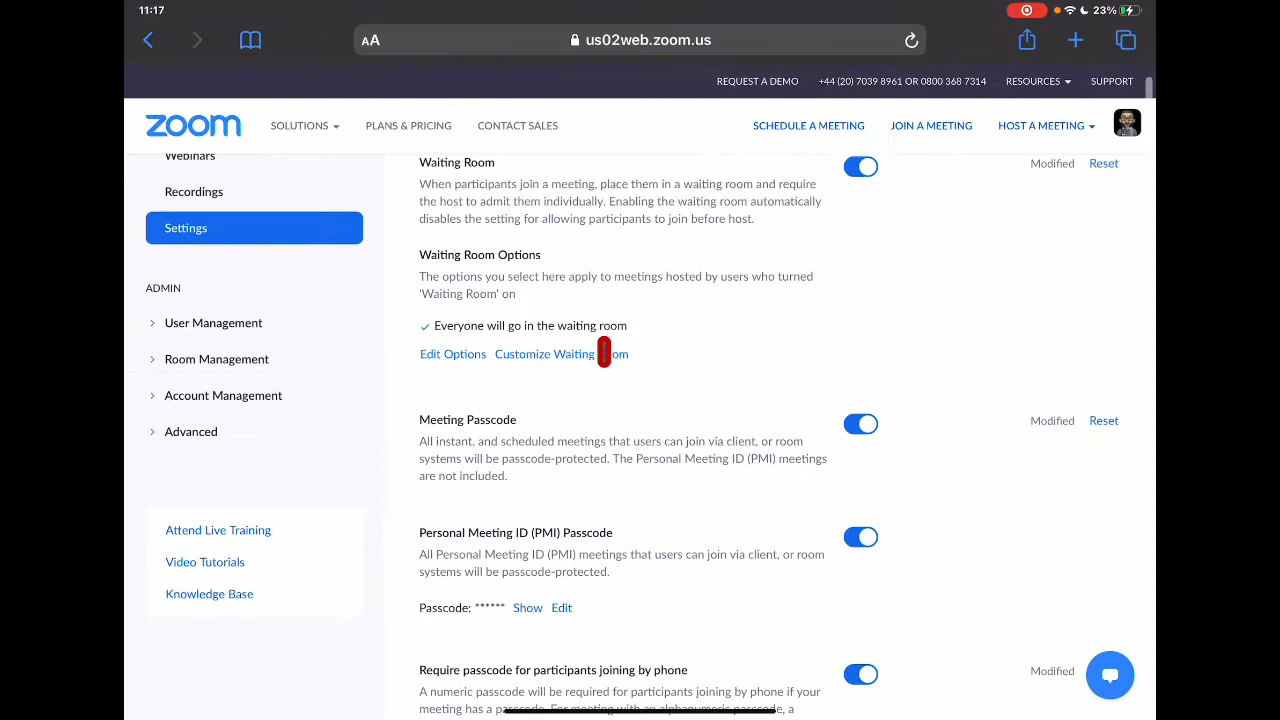 11:17
23%
AA
us02web.zoom.us
REQUEST A DEMO
+44 (20) 7039 8961 OR 0800 368 7314
RESOURCES
SUPPORT
zoom
SOLUTIONS
PLANS & PRICING
CONTACT SALES
SCHEDULE A MEETING
JOIN A MEETING
HOST A MEETING
Webinars
Recordings
Settings
ADMIN
User Management
Room Management
Account Management
Advanced
Attend Live Training
Video Tutorials
Knowledge Base
Waiting Room
Modified Reset
When participants join a meeting, place them in a waiting room and require
the host to admit them individually. Enabling the waiting room automatically
disables the setting for allowing participants to join before host.
Waiting Room Options
The options you select here apply to meetings hosted by users who turned
'Waiting Room' on
Everyone will go in the waiting room
Edit Options Customize Waiting om
Meeting Passcode
Modified Reset
All instant, and scheduled meetings that users can join via client, or room
systems will be passcode-protected. The Personal Meeting ID (PMI) meetings
are not included.
Personal Meeting ID (PMI) Passcode
All Personal Meeting ID (PMI) meetings that users can join via client, or room
systems will be passcode-protected.
Passcode: ****** Show Edit
Require passcode for participants joining by phone
Modified
A numeric passcode will be required for participants joining by phone if your
meeting has a passcode. For meeting with an alphanumeric passcode, a